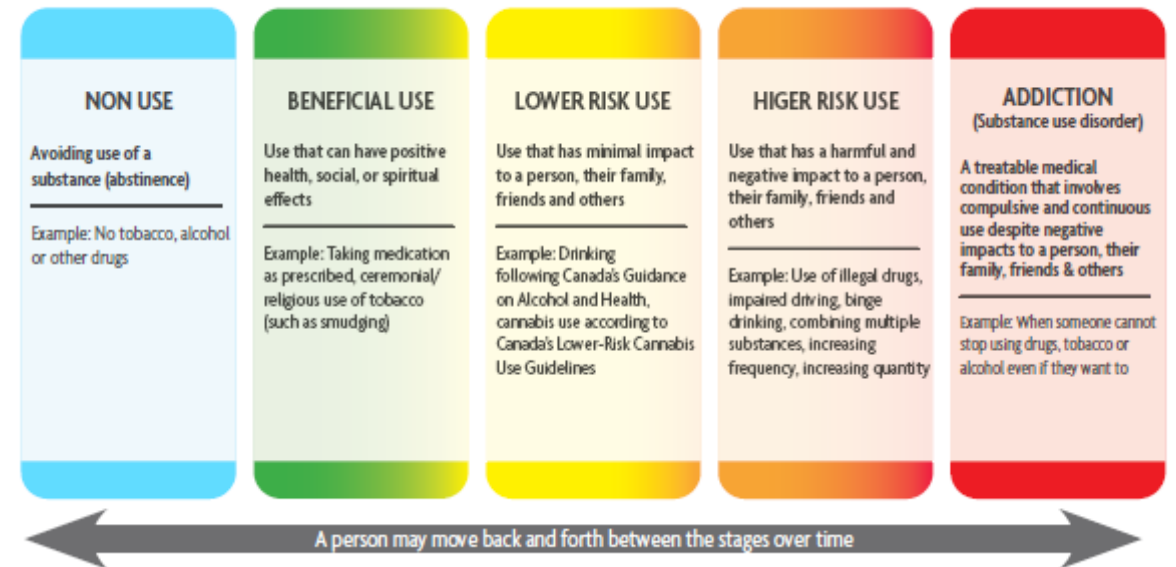 NON USE
Avoiding use of a
substance (abstinence)
Example: No tobacco, alcohol
or other drugs
BENEFICIAL USE
Use that can have positive
health, social, or spiritual
effects
Example: Taking medication
as prescribed, ceremonial/
religious use of tobacco
(such as smudging)
LOWER RISK USE
Use that has minimal impact
to a person, their family,
friends and others
Example: Drinking
following Canada's Guidance
on Alcohol and Health,
cannabis use according to
Canada's Lower-Risk Cannabis
Use Guidelines
HIGER RISK USE
Use that has a harmful and
negative impact to a person,
their family, friends and
others
Example: Use of illegal drugs,
impaired driving, binge
drinking, combining multiple
substances, increasing
frequency, increasing quantity
ADDICTION
(Substance use disorder)
A treatable medical
condition that involves
compulsive and continuous
use despite negative
impacts to a person, their
family, friends & others
Example: When someone cannot
stop using drugs, tobacco or
alcohol even if they want to
A person may move back and forth between the stages over time